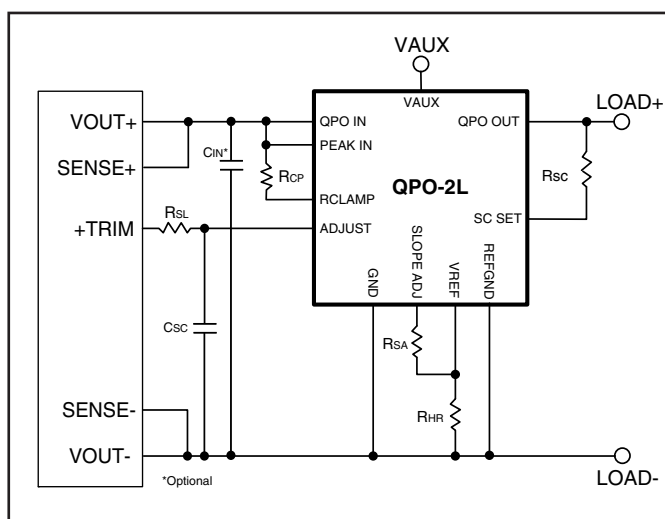 VAUX
VAUX
VOUT+
QPO IN
QPO OUT
LOAD+
CIN*
PEAK IN
SENSE+
RCP
RSC
QPO-2L
RCLAMP
RSL
SC SET
+TRIM
ADJUST
GND
SLOPE ADJ
VREF
REFGND
CSC
RSA
SENSE-
RHR
VOUT-
*Optional
LOAD-